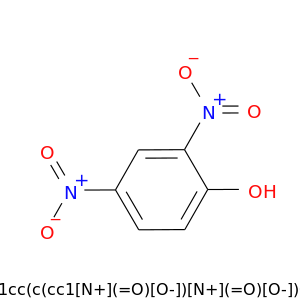 O
−
N
+
O
O
N
+
O
−
OH
1cc(c(cc1[N+](=O)[O-])[N+](=O)[O-])